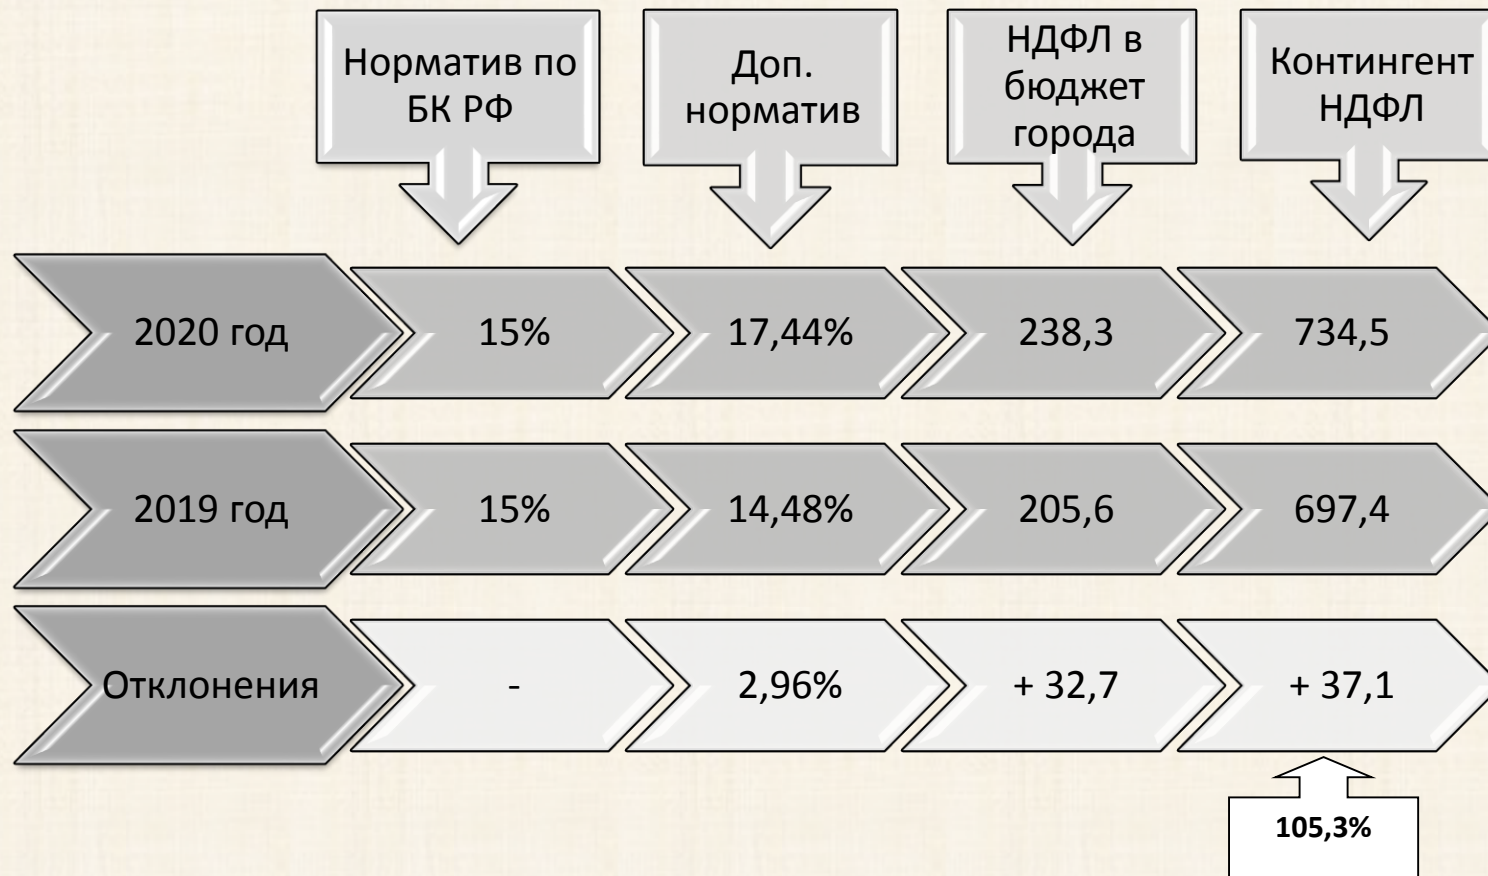 Норматив по
БК РФ
Доп.
норматив
НДФЛ в
бюджет
города
Контингент
НДФЛ
2020 год
15%
17,44%
238,3
734,5
2019 год
15%
14,48%
205,6
697,4
Отклонения
-
2,96%
+ 32,7
+ 37,1
105,3%